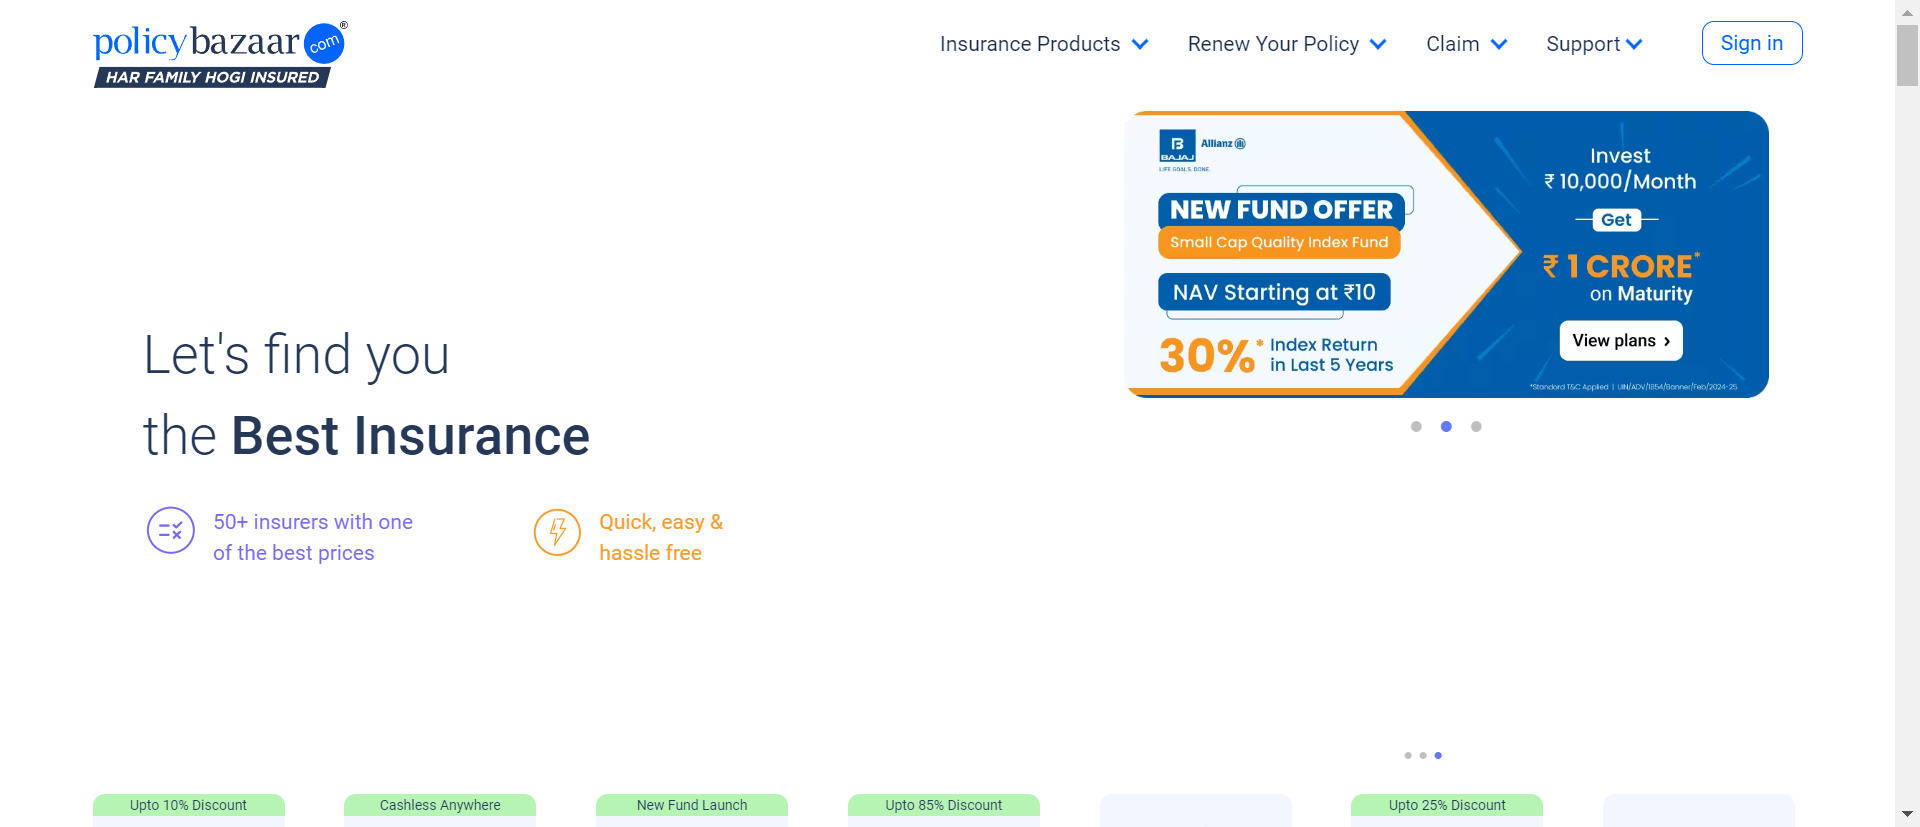 policybazaar.com®
HAR FAMILY HOGI INSURED
Insurance Products
Renew Your Policy
Claim
Support
Sign in
B
BAJAJ
Allianz
LIFE GOALS. DONE.
NEW FUND OFFER
Small Cap Quality Index Fund
NAV Starting at ₹10
30%* Index Return
in Last 5 Years
Invest
₹ 10,000/Month
Get
₹ 1 CRORE*
on Maturity
View plans ›
*Standard T&C Applied | UIN/ADV/1654/Banner/Feb/2024-25
Let's find you
the Best Insurance
50+ insurers with one
of the best prices
Quick, easy &
hassle free
Upto 10% Discount
Cashless Anywhere
New Fund Launch
Upto 85% Discount
Upto 25% Discount